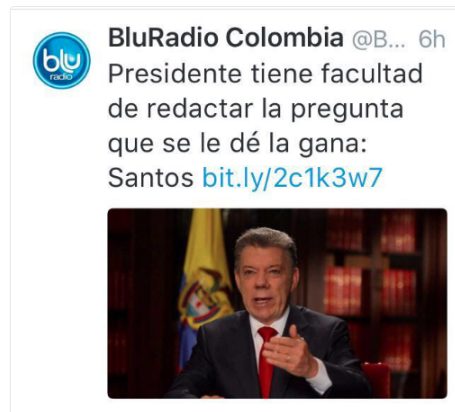 BluRadio Colombia @B... 6h
blu
radio
Presidente tiene facultad
de redactar la pregunta
que se le dé la gana:
Santos bit.ly/2c1k3w7